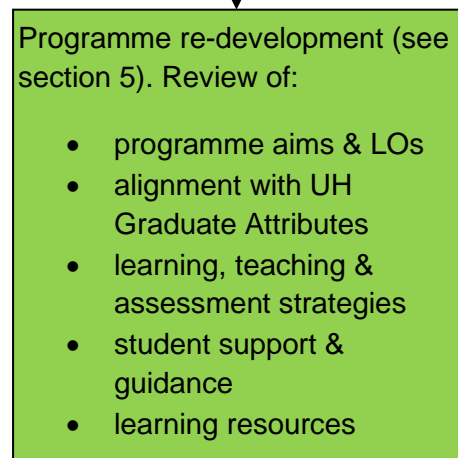 Programme re-development (see
section 5). Review of:
• programme aims & LOs
• alignment with UH
Graduate Attributes
• learning, teaching &
assessment strategies
• student support &
guidance
• learning resources